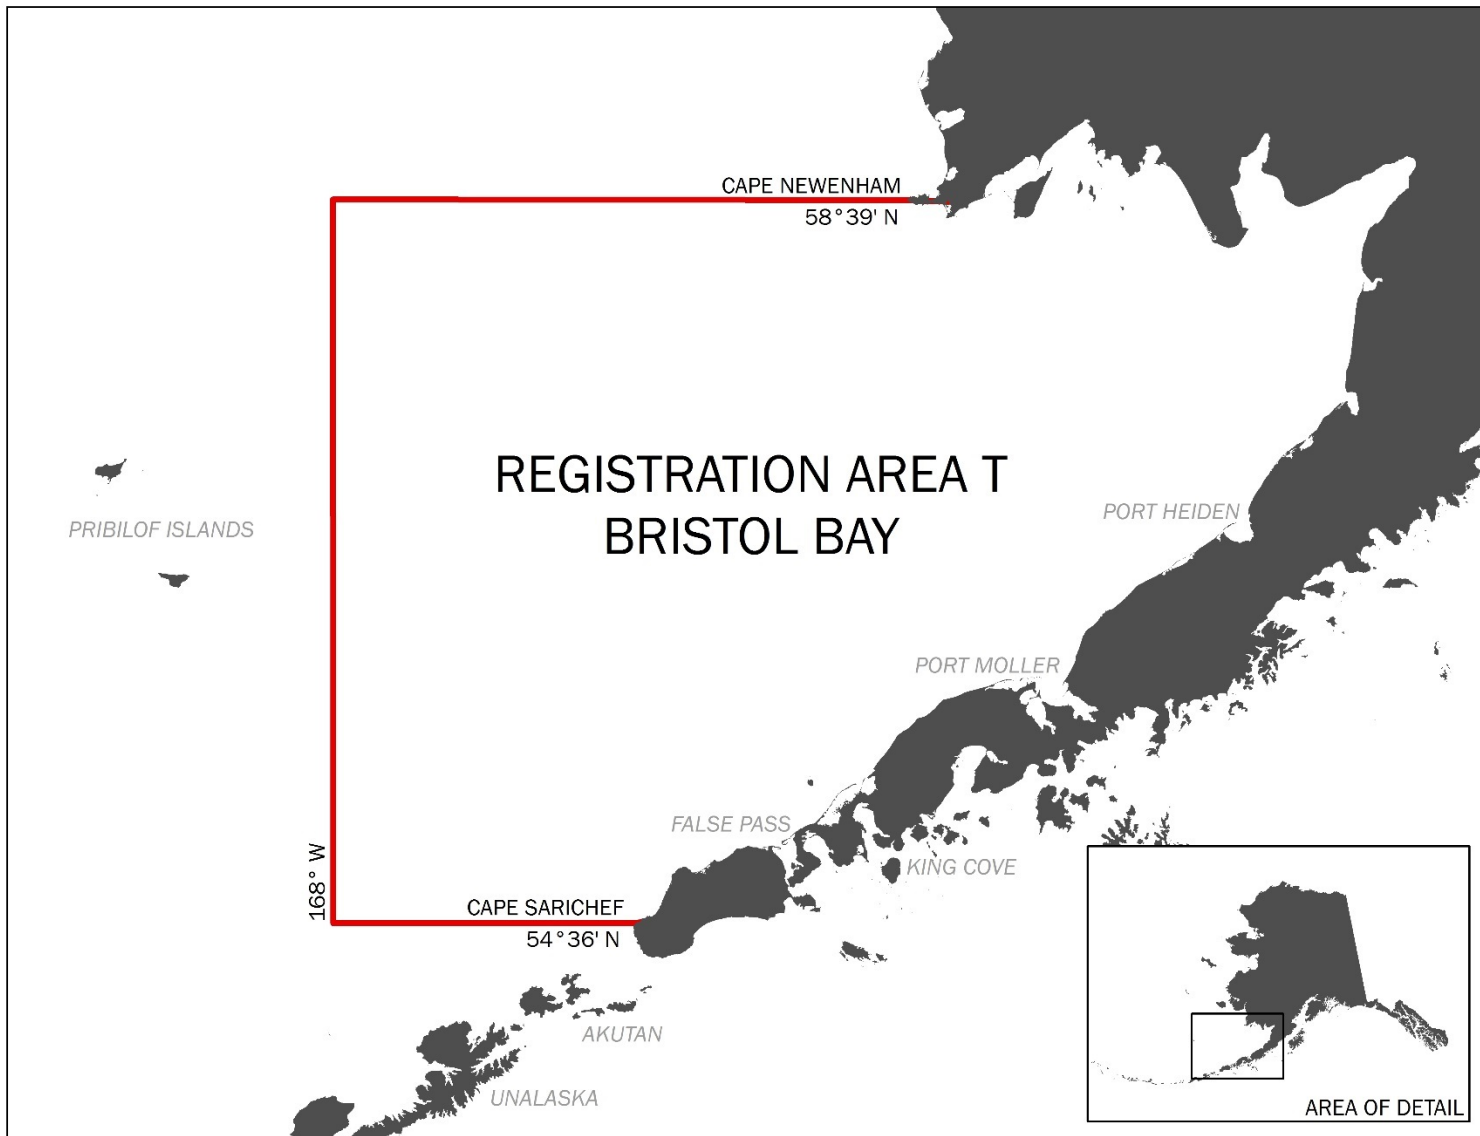 CAPE NEWENHAM
58°39' N
REGISTRATION AREA T
BRISTOL BAY
PRIBILOF ISLANDS
PORT HEIDEN
PORT MOLLER
FALSE PASS
KING COVE
168° W
CAPE SARICHEF
54°36' N
AKUTAN
UNALASKA
AREA OF DETAIL